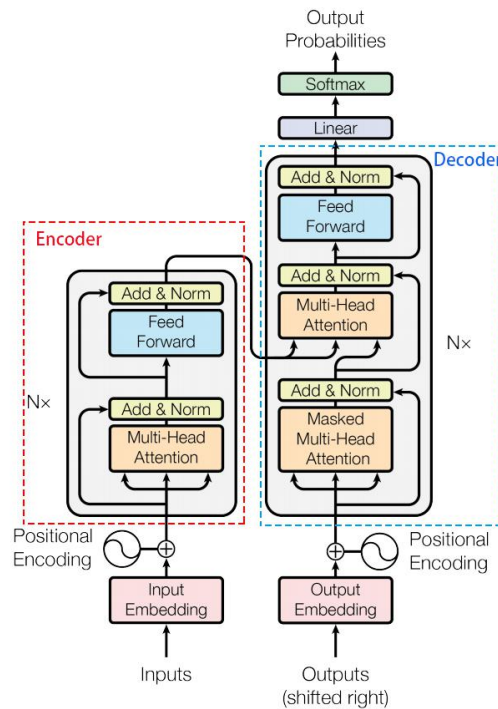 Output
Probabilities
Softmax
Linear
Decoder
Add & Norm
Feed
Forward
Add & Norm
Multi-Head
Attention
N×
Add & Norm
Masked
Multi-Head
Attention
Encoder
Add & Norm
Feed
Forward
N×
Add & Norm
Multi-Head
Attention
Positional
Encoding
Positional
Encoding
Input
Embedding
Output
Embedding
Inputs
Outputs
(shifted right)